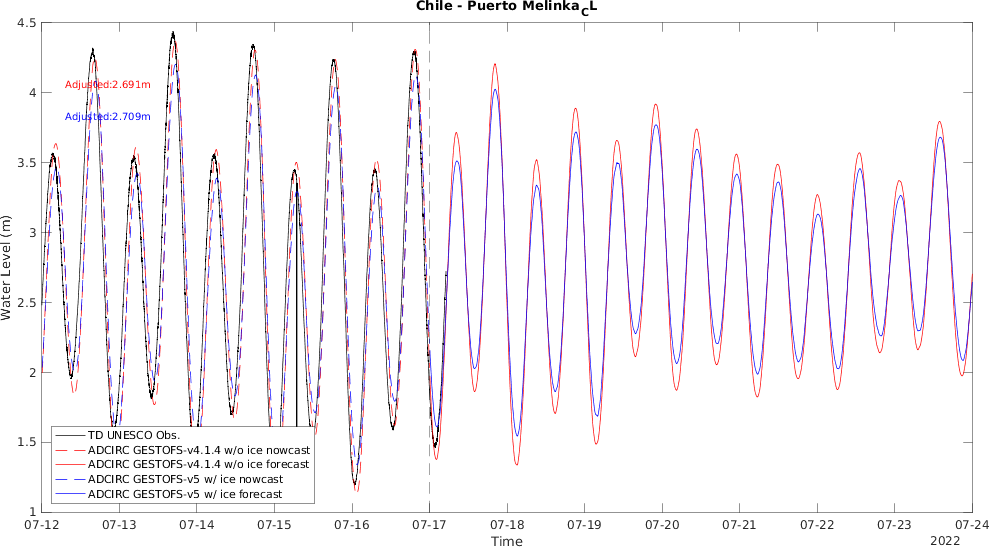 Chile - Puerto MelinkaCL
4.5
4
3.5
3
2.5
2
1.5
1
Water Level (m)
Adjusted:2.691m
Adjusted:2.709m
TD UNESCO Obs.
ADCIRC GESTOFS-v4.1.4 w/o ice nowcast
ADCIRC GESTOFS-v4.1.4 w/o ice forecast
ADCIRC GESTOFS-v5 w/ ice nowcast
ADCIRC GESTOFS-v5 w/ ice forecast
07-12 07-13 07-14 07-15 07-16 07-17 07-18 07-19 07-20 07-21 07-22 07-23 07-24
Time
2022